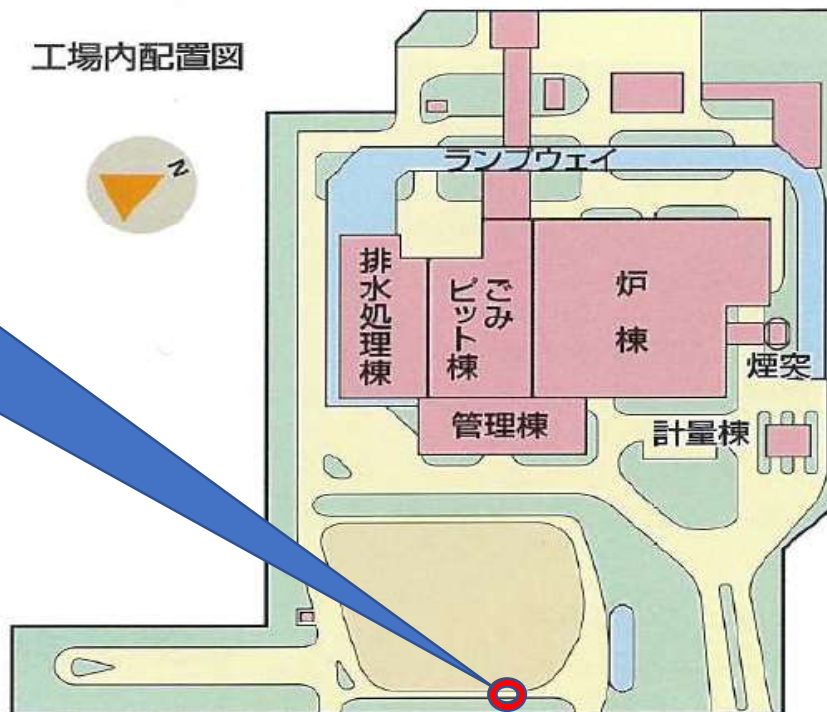 工場内配置図
N
ランプウェイ
排水処理棟
ごみ
ピット棟
炉棟
煙突
管理棟
計量棟